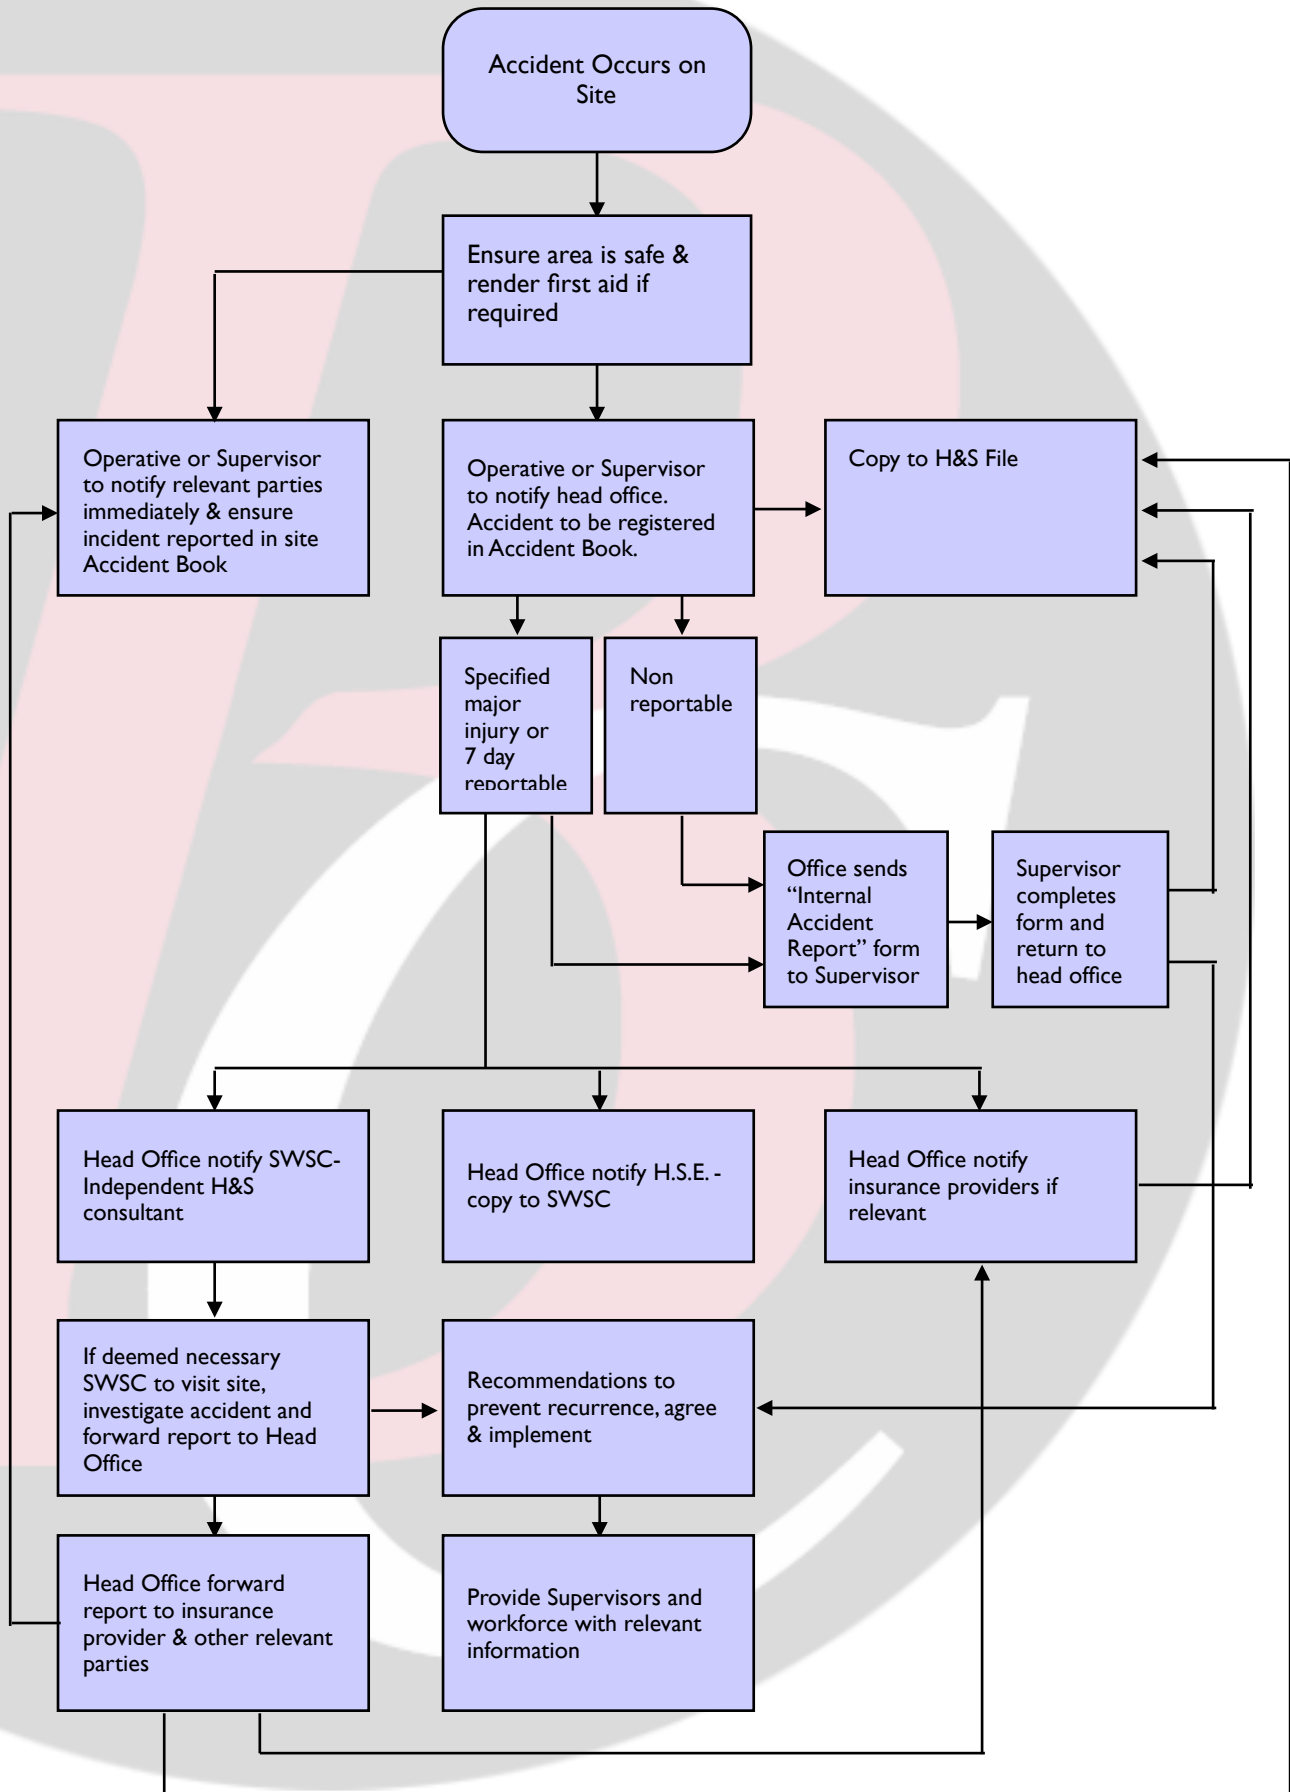 Accident Occurs on
Site
Ensure area is safe &
render first aid if
required
Operative or Supervisor
to notify relevant parties
immediately & ensure
incident reported in site
Accident Book
Operative or Supervisor
to notify head office.
Accident to be registered
in Accident Book.
Copy to H&S File
Specified
major
injury or
7 day
reportable
Non
reportable
Office sends
“Internal
Accident
Report” form
to Supervisor
Supervisor
completes
form and
return to
head office
Head Office notify SWSC-
Independent H&S
consultant
Head Office notify H.S.E. -
copy to SWSC
Head Office notify
insurance providers if
relevant
If deemed necessary
SWSC to visit site,
investigate accident and
forward report to Head
Office
Recommendations to
prevent recurrence, agree
& implement
Head Office forward
report to insurance
provider & other relevant
parties
Provide Supervisors and
workforce with relevant
information